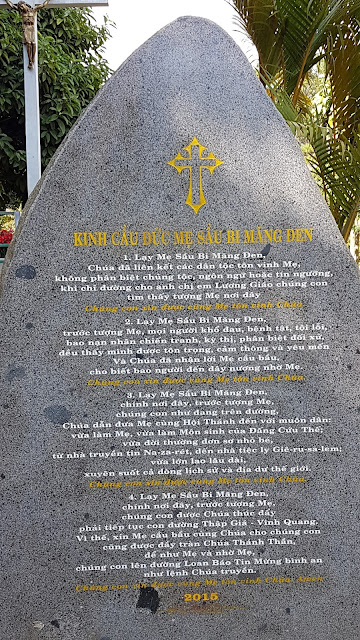 KINH CẦU ĐỨC MẸ SẦU BI MĂNG ĐEN
1. Lạy Mẹ Sầu Bi Măng Đen,
Chúa đã liên kết các dân tộc tôn vinh Mẹ,
không phân biệt chủng tộc, ngôn ngữ hoặc tín ngưỡng,
khi chỉ đường cho anh chị em Lương Giáo chúng con
tìm thấy tượng Mẹ nơi đây
Chúng con xin được cùng Mẹ tôn vinh Chúa
2. Lạy Mẹ Sầu Bi Măng Đen,
trước tượng Mẹ, mọi người khổ đau, bệnh tật, tội lỗi,
bao nạn nhân chiến tranh, kỳ thị, phân biệt đối xử,
đều thấy mình được tôn trọng, cảm thông và yêu mến
Và Chúa đã nhận lời Mẹ cầu bầu,
cho biết bao người đến đây nương nhờ Mẹ.
Chúng con xin được cùng Mẹ tôn vinh Chúa.
3. Lạy Mẹ Sầu Bi Măng Đen,
chính nơi đây, trước tượng Mẹ,
chúng con như đang trên đường,
Chúa dẫn đưa Mẹ cùng Hội Thánh đến với muôn dân:
vừa làm Mẹ, vừa làm Môn sinh của Đấng Cứu Thế;
vừa đời thường đơn sơ nhỏ bé,
từ nhà truyền tin Na-za-rét, đến nhà tiệc ly Giê-ru-sa-lem;
vừa lớn lao lâu dài,
xuyên suốt cả dòng lịch sử và địa dư thế giới.
Chúng con xin được cùng Mẹ tôn vinh Chúa.
4. Lạy Mẹ Sầu Bi Măng Đen,
chính nơi đây, trước tượng Mẹ,
chúng con được Chúa thúc đẩy
phải tiếp tục con đường Thập Giá - Vinh Quang.
Vì thế, xin Mẹ cầu bầu cùng Chúa cho chúng con
cũng được đầy tràn Chúa Thánh Thần,
để như Mẹ và nhờ Mẹ,
chúng con lên đường Loan Báo Tin Mừng bình an
như lệnh Chúa truyền.
Chúng con xin được cùng Mẹ tôn vinh Chúa. Amen
2015